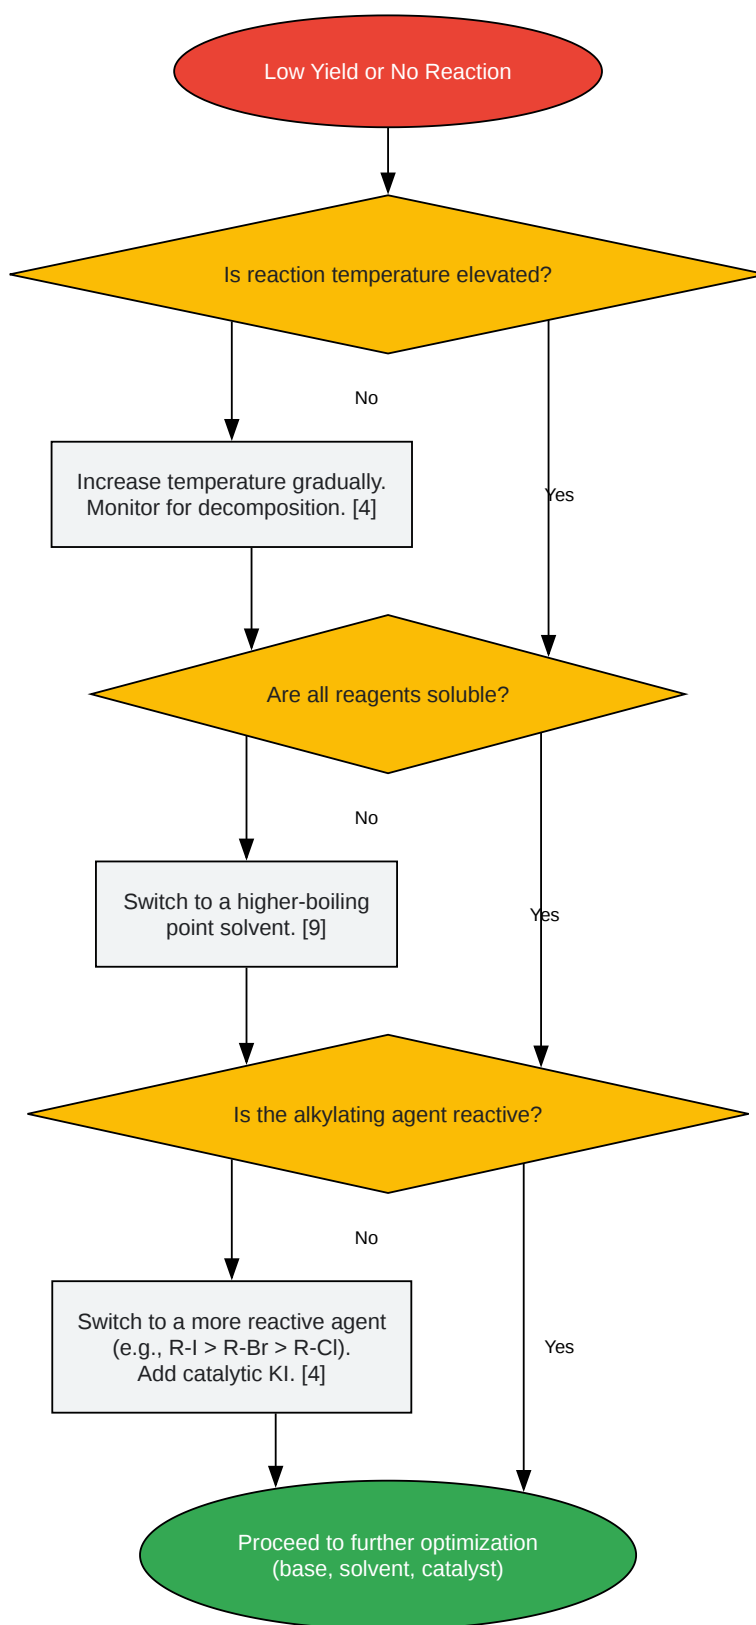 Low Yield or No Reaction
Is reaction temperature elevated?
No
Increase temperature gradually.
Monitor for decomposition. [4]
Yes
Are all reagents soluble?
No
Switch to a higher-boiling
point solvent. [9]
Yes
Is the alkylating agent reactive?
No
Switch to a more reactive agent
(e.g., R-I > R-Br > R-Cl).
Add catalytic KI. [4]
Yes
Proceed to further optimization
(base, solvent, catalyst)